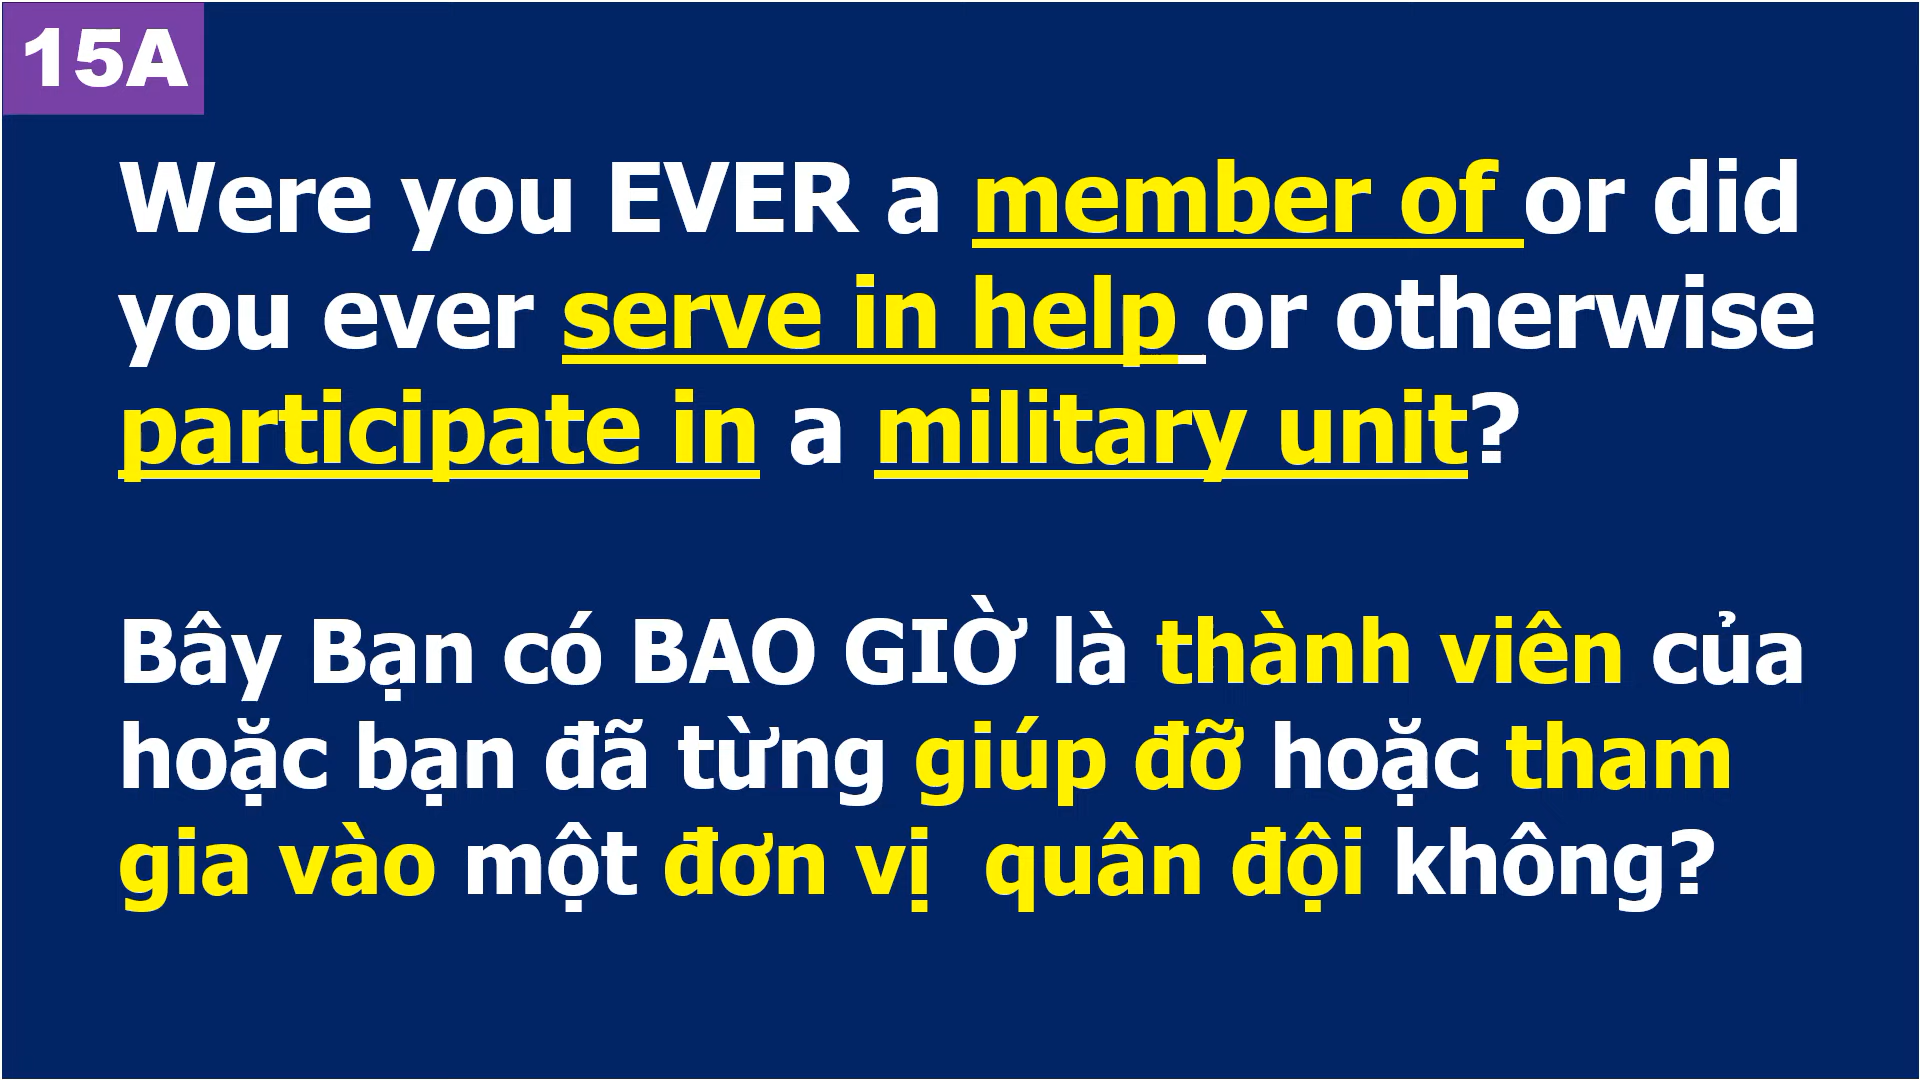 15A
Were you EVER a member of or did
you ever serve in help or otherwise
participate in a military unit?
Bây Bạn có BAO GIỜ là thành viên của
hoặc bạn đã từng giúp đỡ hoặc tham
gia vào một đơn vị quân đội không?